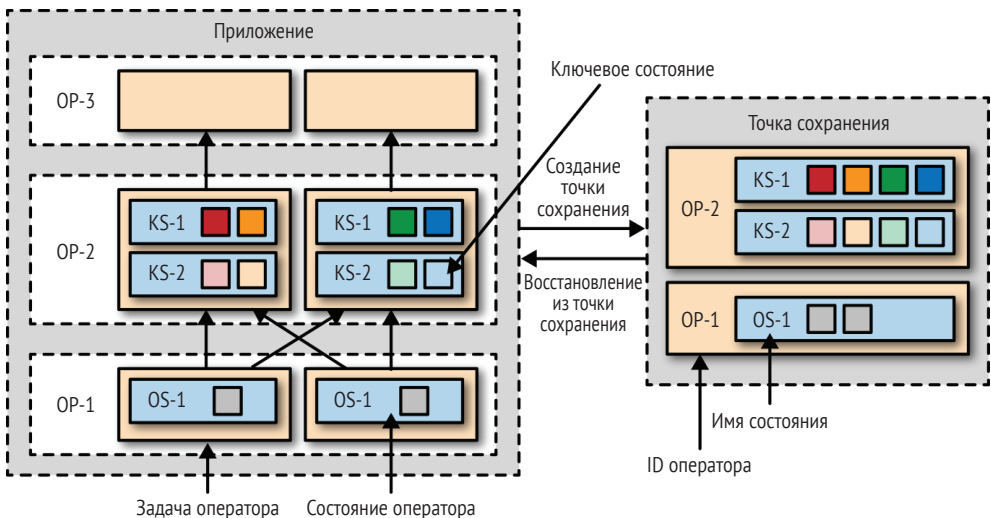 Приложение
OP-3
OP-2
KS-1
KS-2
KS-1
KS-2
OP-1
OS-1
OS-1
Задача оператора
Состояние оператора
Ключевое состояние
Создание
точки
сохранения
Восстановление
из точки
сохранения
Точка сохранения
OP-2
KS-1
KS-2
OP-1
OS-1
Имя состояния
ID оператора